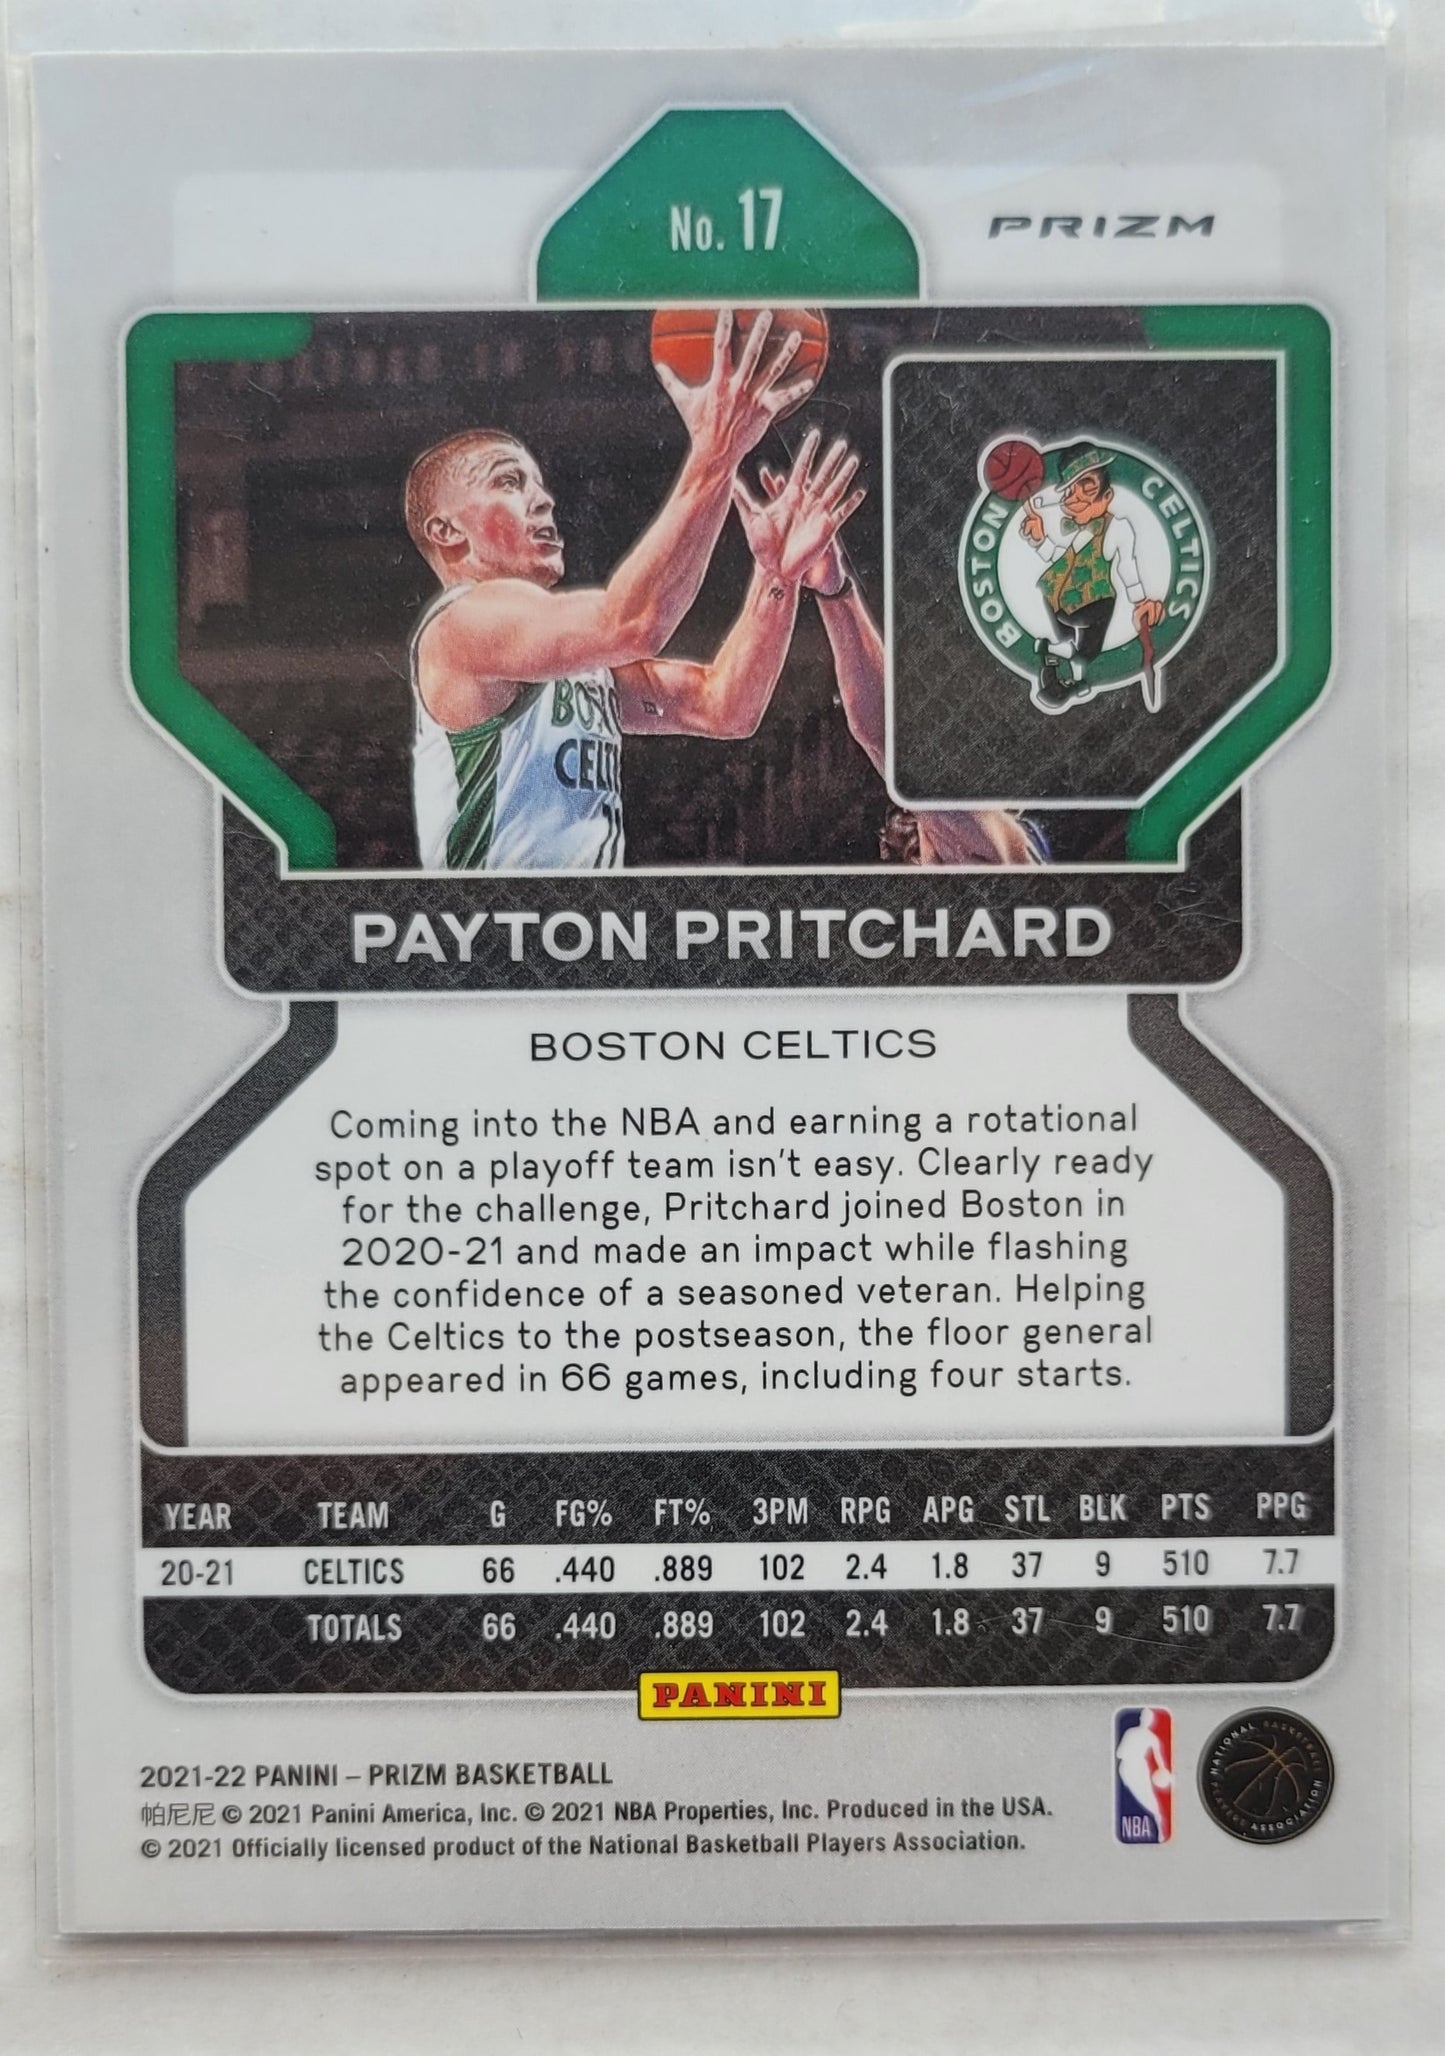 No. 17
PRIZM
BOSTON CELTICS
BOSTON
CELTI
11
PAYTON PRITCHARD
BOSTON CELTICS
Coming into the NBA and earning a rotational
spot on a playoff team isn't easy. Clearly ready
for the challenge, Pritchard joined Boston in
2020-21 and made an impact while flashing
the confidence of a seasoned veteran. Helping
the Celtics to the postseason, the floor general
appeared in 66 games, including four starts.
YEAR TEAM G FG% FT% 3PM RPG APG STL BLK PTS PPG
20-21 CELTICS 66 .440 .889 102 2.4 1.8 37 9 510 7.7
TOTALS 66 .440 .889 102 2.4 1.8 37 9 510 7.7
PANINI
2021-22 PANINI – PRIZM BASKETBALL
帕尼尼 © 2021 Panini America, Inc. © 2021 NBA Properties, Inc. Produced in the USA.
© 2021 Officially licensed product of the National Basketball Players Association.
NBA
NATIONAL BASKETBALL PLAYERS ASSOCIATION